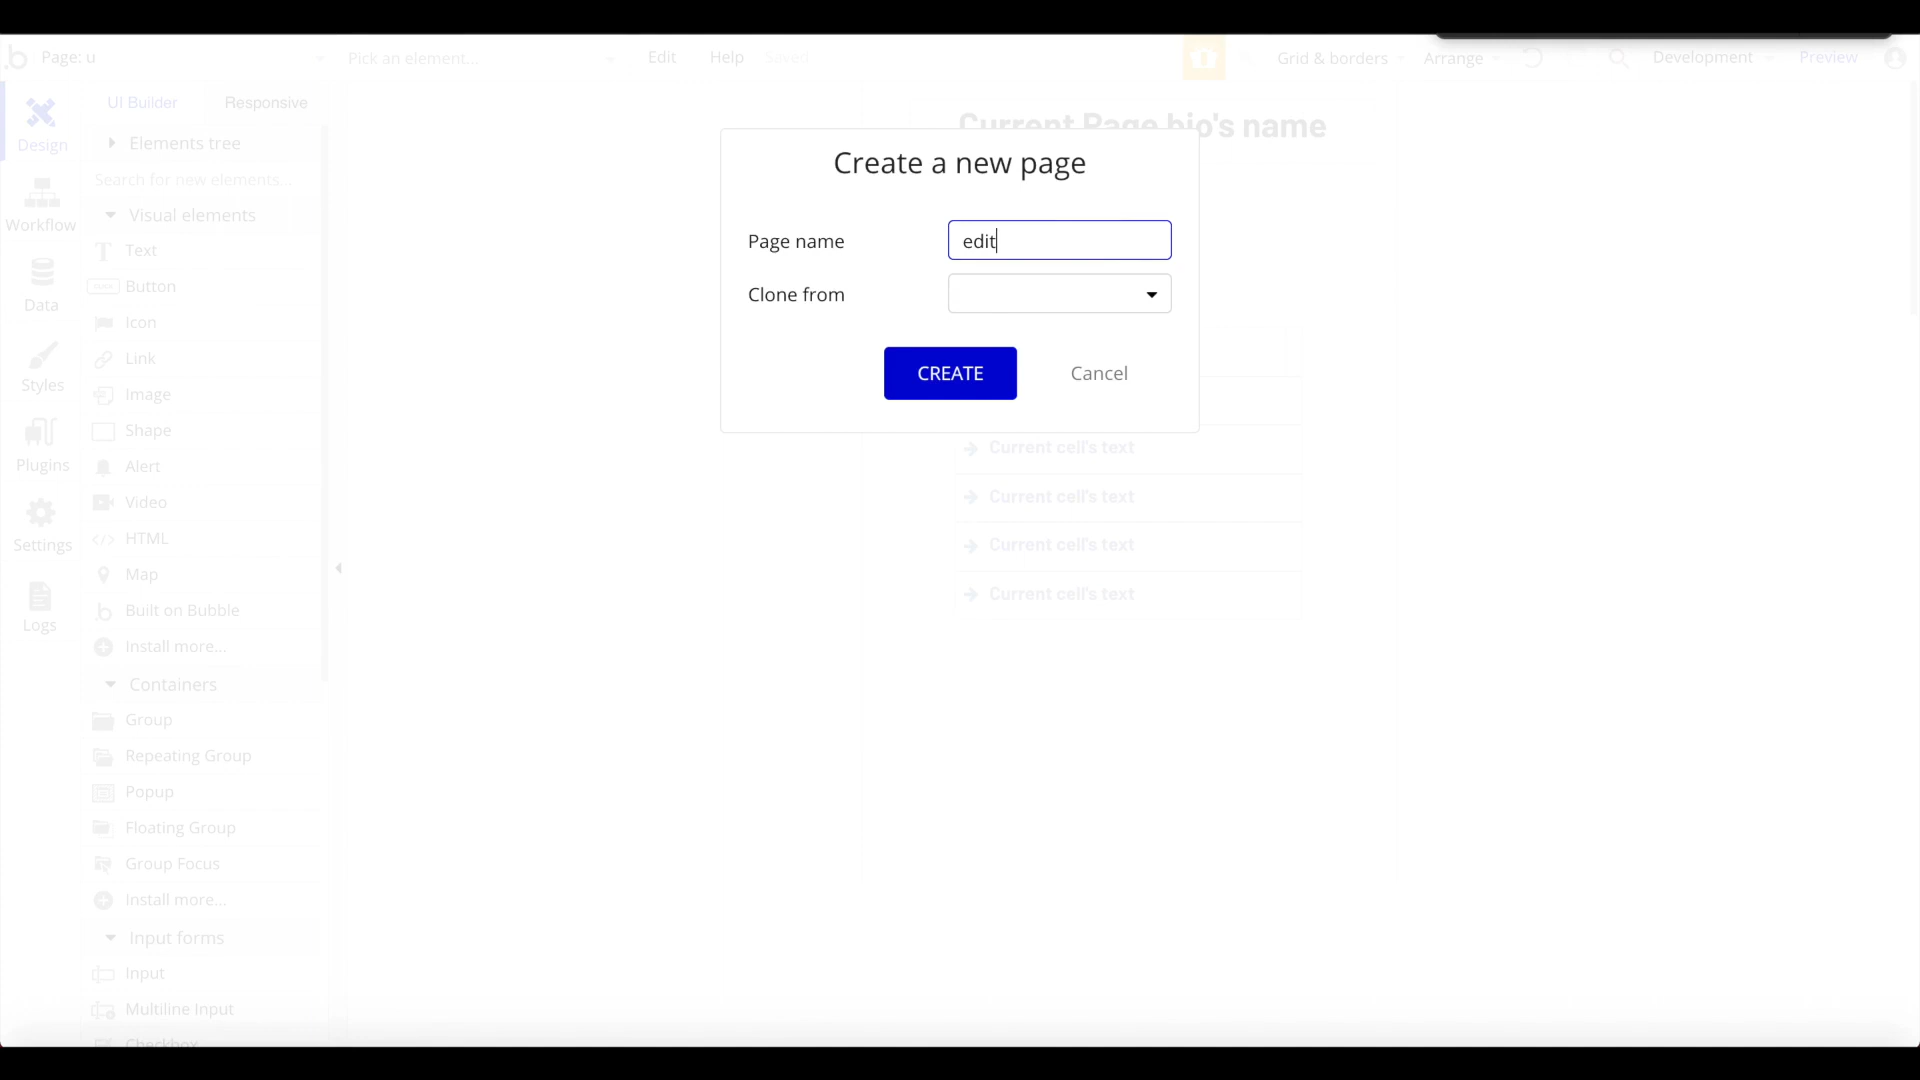 Page: u
Pick an element...
Edit
Help
Saved
Grid & borders
Arrange
Development
Preview
UI Builder
Responsive
Design
Elements tree
Search for new elements...
Workflow
Visual elements
Text
Button
Data
Icon
Link
Styles
Image
Shape
Plugins
Alert
Video
Settings
HTML
Map
Built on Bubble
Logs
Install more...
Containers
Group
Repeating Group
Popup
Floating Group
Group Focus
Install more...
Input forms
Input
Multiline Input
Checkbox
Current Page bio's name
Create a new page
Page name
edit
Clone from
CREATE
Cancel
Current cell's text
Current cell's text
Current cell's text
Current cell's text